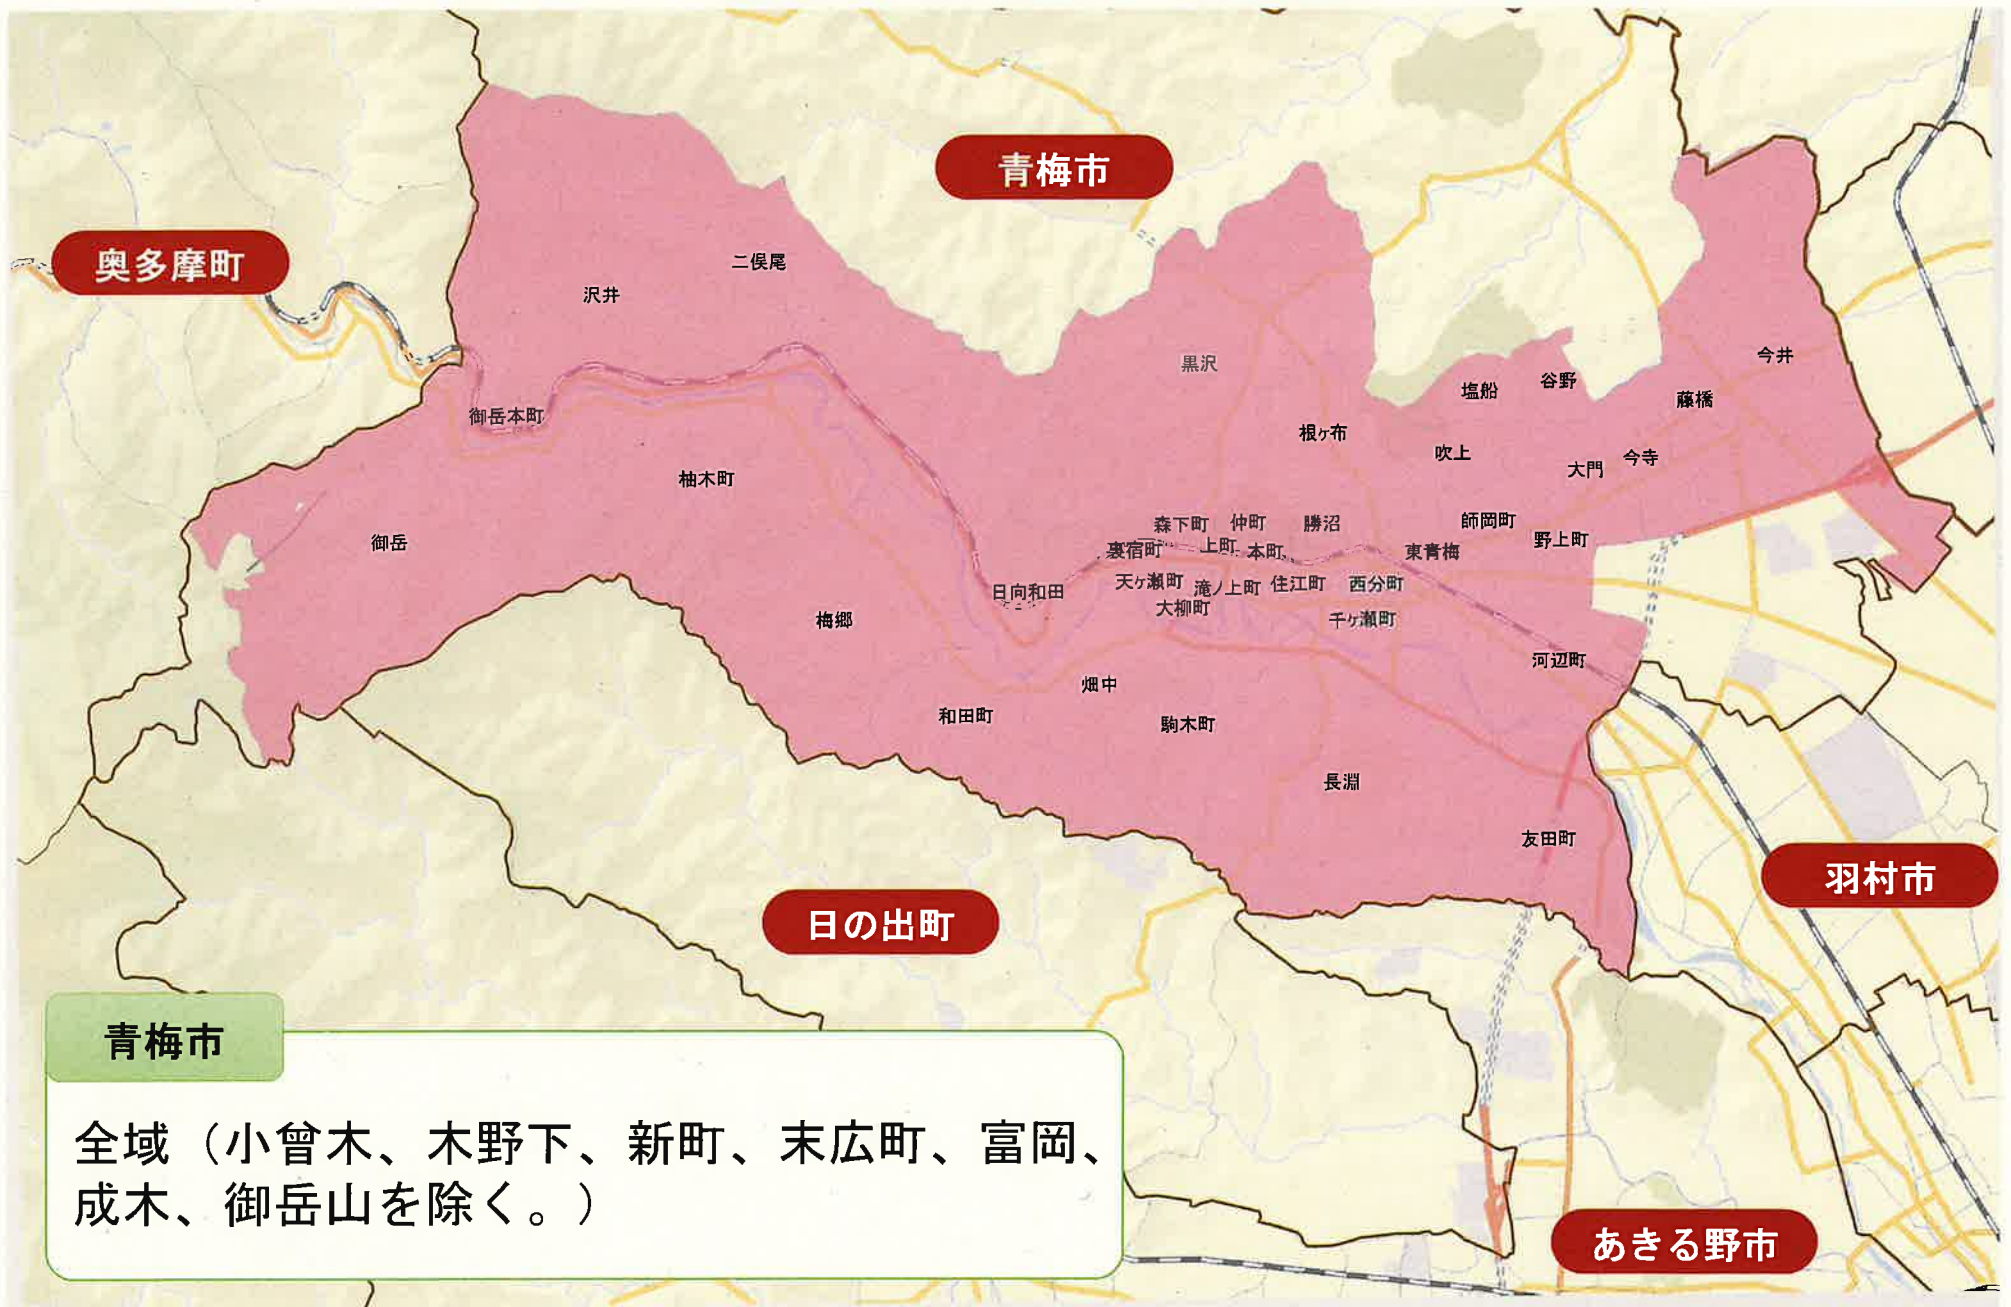 青梅市
奥多摩町
二俣尾
沢井
黒沢
今井
塩船
谷野
藤橋
御岳本町
根ヶ布
吹上
大門
今寺
柚木町
御岳
森下町
仲町
勝沼
師岡町
野上町
裏宿町
上町
本町
東青梅
日向和田
天ヶ瀬町
滝ノ上町
住江町
西分町
大柳町
千ヶ瀬町
梅郷
河辺町
畑中
和田町
駒木町
長淵
友田町
羽村市
日の出町
青梅市
全域（小曾木、木野下、新町、末広町、富岡、
成木、御岳山を除く。）
あきる野市